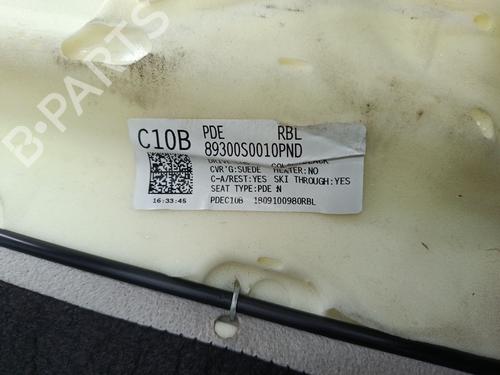 B-PARTS
C10B PDE RBL
89300S0010PND
CVR'G:SUEDE HEATER:NO
C-A/REST:YES SKI THROUGH:YES
SEAT TYPE:PDE N
16:33:45 PDEC10B 1809100980RBL